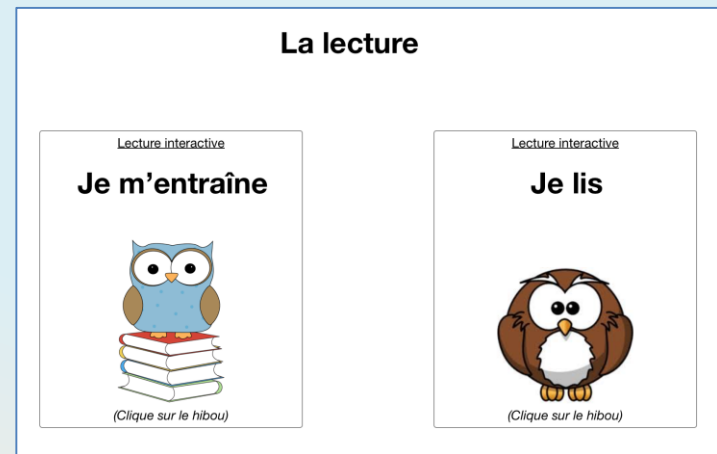 La lecture
Lecture interactive
Je m'entraîne
(Clique sur le hibou)
Lecture interactive
Je lis
(Clique sur le hibou)